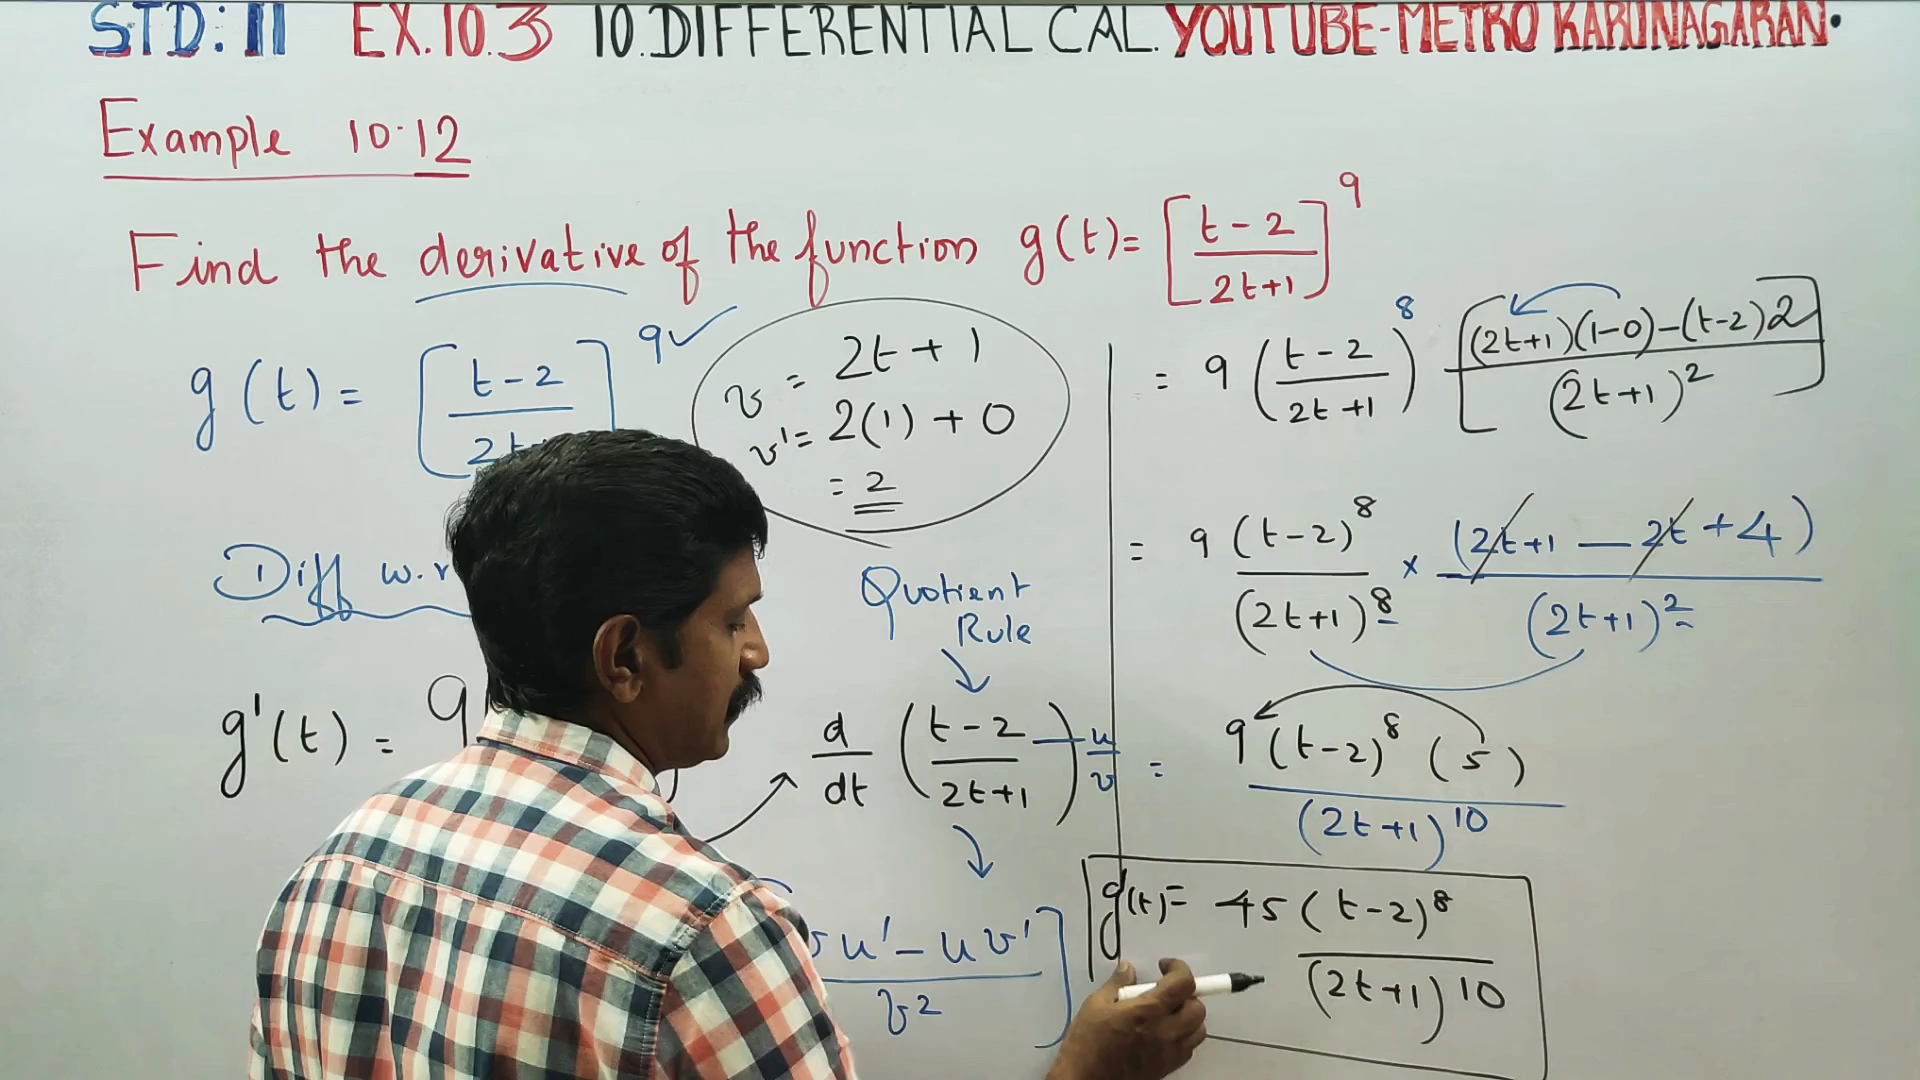 STD: 11 EX.10.3 10.DIFFERENTIAL CAL. YOUTUBE-METRO KARUNAGARAN.
Example 10.12
Find the derivative of the function g(t)= [t-2/2t+1]^9
g(t)= [t-2/2t]^9 ✓
v = 2t+1
v' = 2(1)+0
= 2
Diff w.r
Quotient
Rule
g'(t) = 9
d/dt (t-2/2t+1) u/v
vu' - uv' / v²
= 9 (t-2/2t+1)^8 [(2t+1)(1-0)-(t-2)2/(2t+1)²]
= 9 (t-2)^8/(2t+1)^8 × (2t+1-2t+4)/(2t+1)²
= 9(t-2)^8 (5)/(2t+1)^10
g'(t)= 45(t-2)^8/(2t+1)^10